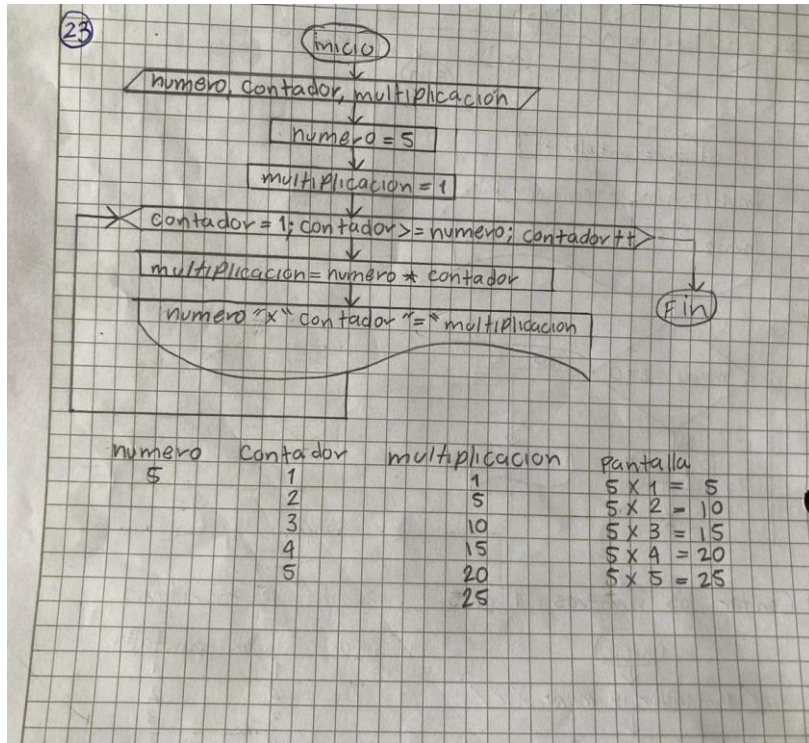 23
inicio
numero, contador, multiplicacion
numero = 5
multiplicacion = 1
contador = 1; contador >= numero; contador ++
multiplicacion = numero * contador
Fin
numero "x" contador "=" multiplicacion
numero contador multiplicacion pantalla
5 1 1 5 x 1 = 5
2 5 5 x 2 = 10
3 10 5 x 3 = 15
4 15 5 x 4 = 20
5 20 5 x 5 = 25
25